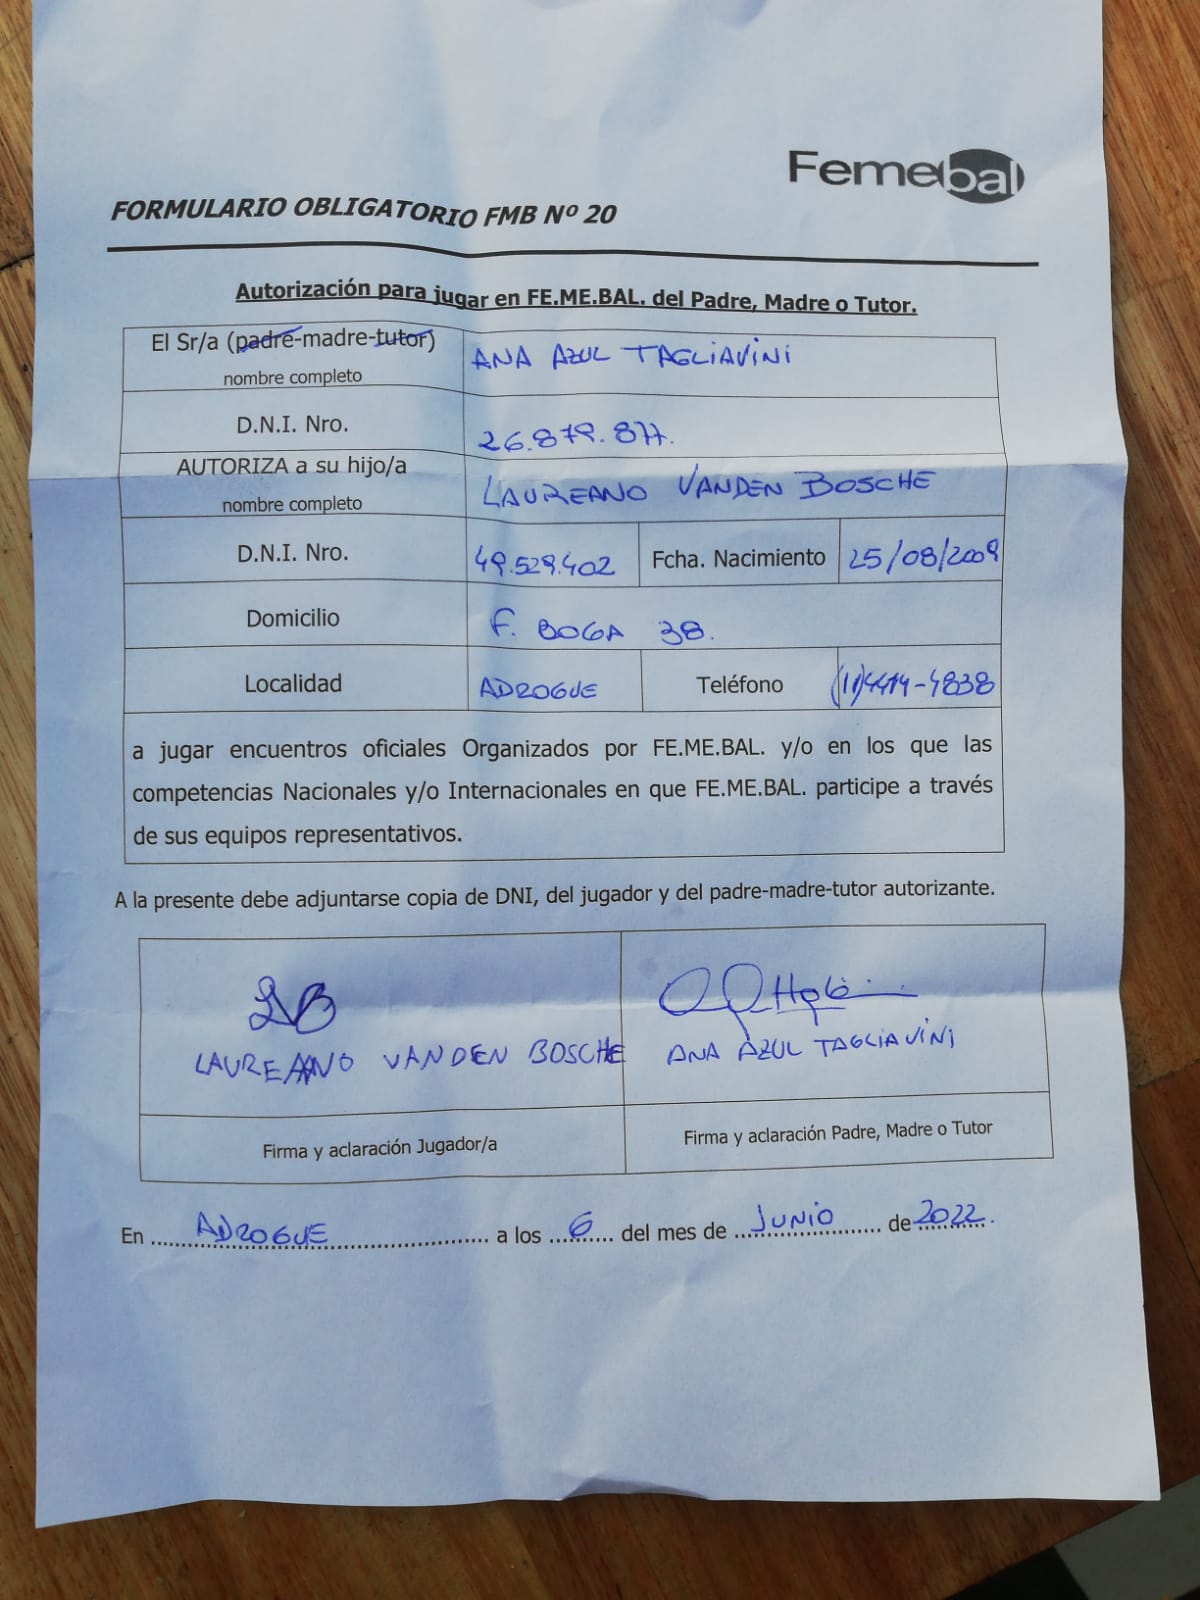 Femebal
FORMULARIO OBLIGATORIO FMB Nº 20
Autorización para jugar en FE.ME.BAL. del Padre, Madre o Tutor.
El Sr/a (padre-madre-tutor) ANA AZUL TAGLIAVINI
nombre completo
D.N.I. Nro. 26.879.877.
AUTORIZA a su hijo/a LAUREANO VANDEN BOSCHE
nombre completo
D.N.I. Nro. 49.529.402 Fcha. Nacimiento 25/08/2009
Domicilio F. BOGA 38.
Localidad ADROGUE Teléfono (11)4414-4838
a jugar encuentros oficiales Organizados por FE.ME.BAL. y/o en los que las
competencias Nacionales y/o Internacionales en que FE.ME.BAL. participe a través
de sus equipos representativos.
A la presente debe adjuntarse copia de DNI, del jugador y del padre-madre-tutor autorizante.
LVB
LAUREANO VANDEN BOSCHE ANA AZUL TAGLIAVINI
Firma y aclaración Jugador/a Firma y aclaración Padre, Madre o Tutor
En ADROGUE a los 6 del mes de JUNIO de 2022.